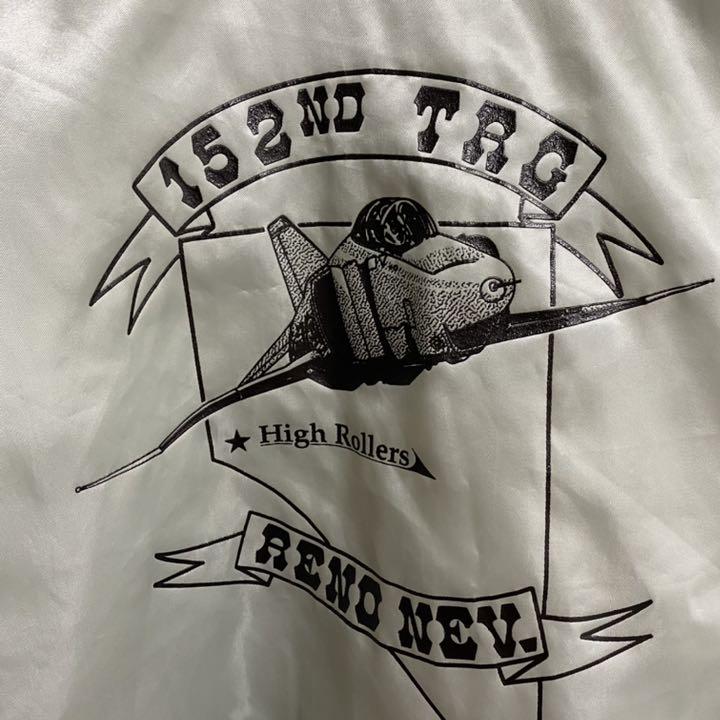 152ND TRG
High Rollers
RENO NEV.